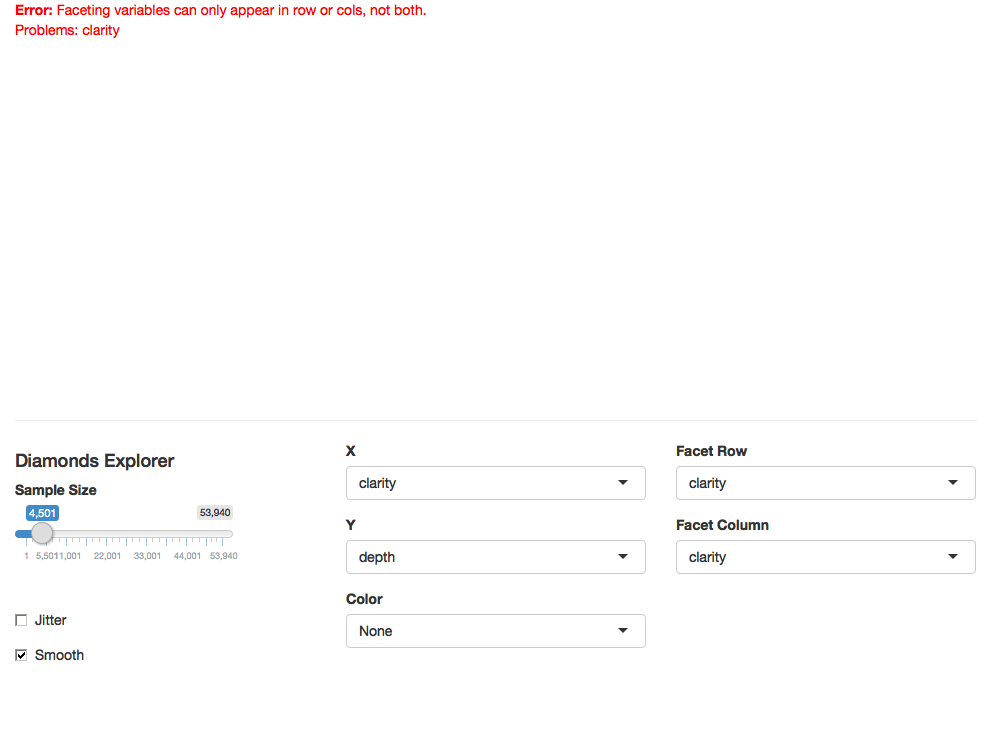 Error: Faceting variables can only appear in row or cols, not both.
Problems: clarity
Diamonds Explorer
Sample Size
4,501 53,940
1 5,501 11,001 22,001 33,001 44,001 53,940
Jitter
Smooth
X
clarity
Y
depth
Color
None
Facet Row
clarity
Facet Column
clarity